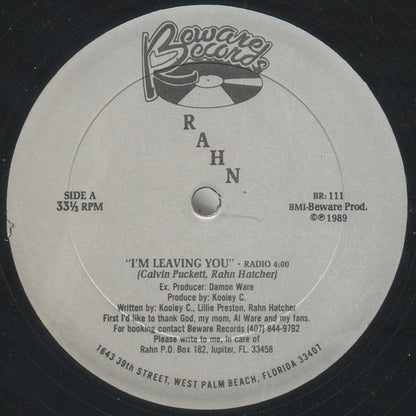 Beware Records
RAHN
SIDE A
33⅓ RPM
BR: 111
BMI-Beware Prod.
©℗ 1989
"I'M LEAVING YOU" - RADIO 4:00
(Calvin Puckett, Rahn Hatcher)
Ex. Producer: Damon Ware
Produce by: Kooley C.
Written by: Kooley C., Lillie Preston, Rahn Hatcher
First I'd like to thank God, my mom, Al Ware and my fans.
For booking contact Beware Records (407) 844-9792
Please write to me, In care of
Rahn P.O. Box 182, Jupiter, FL. 33458
1643 39th STREET, WEST PALM BEACH, FLORIDA 33407